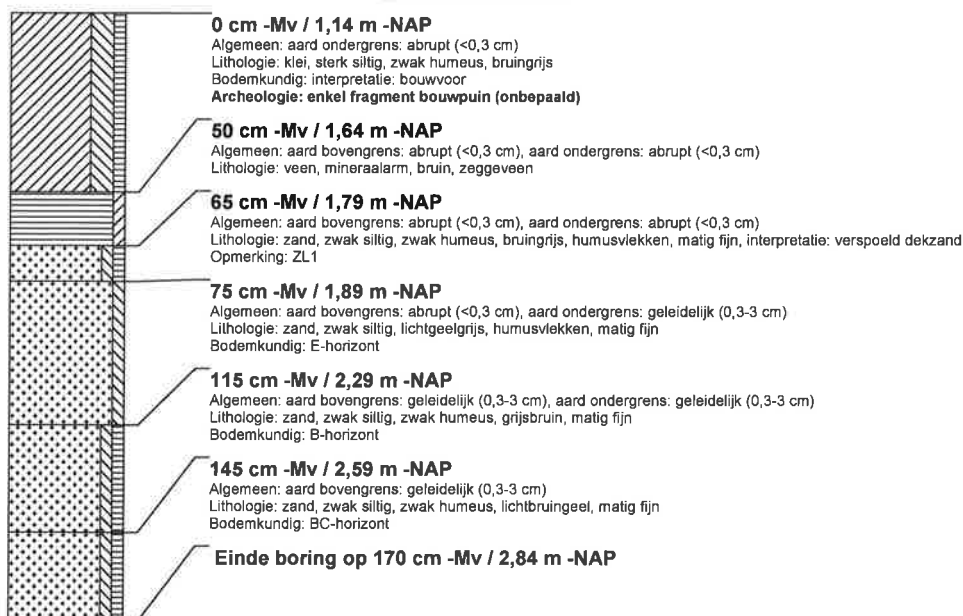 0 cm -Mv / 1,14 m -NAP
Algemeen: aard ondergrens: abrupt (<0,3 cm)
Lithologie: klei, sterk siltig, zwak humeus, bruingrijs
Bodemkundig: interpretatie: bouwvoor
Archeologie: enkel fragment bouwpuin (onbepaald)
50 cm -Mv / 1,64 m -NAP
Algemeen: aard bovengrens: abrupt (<0,3 cm), aard ondergrens: abrupt (<0,3 cm)
Lithologie: veen, mineraalarm, bruin, zeggeveen
65 cm -Mv / 1,79 m -NAP
Algemeen: aard bovengrens: abrupt (<0,3 cm), aard ondergrens: abrupt (<0,3 cm)
Lithologie: zand, zwak siltig, zwak humeus, bruingrijs, humusvlekken, matig fijn, interpretatie: verspoeld dekzand
Opmerking: ZL1
75 cm -Mv / 1,89 m -NAP
Algemeen: aard bovengrens: abrupt (<0,3 cm), aard ondergrens: geleidelijk (0,3-3 cm)
Lithologie: zand, zwak siltig, lichtgeelgrijs, humusvlekken, matig fijn
Bodemkundig: E-horizont
115 cm -Mv / 2,29 m -NAP
Algemeen: aard bovengrens: geleidelijk (0,3-3 cm), aard ondergrens: geleidelijk (0,3-3 cm)
Lithologie: zand, zwak siltig, zwak humeus, grijsbruin, matig fijn
Bodemkundig: B-horizont
145 cm -Mv / 2,59 m -NAP
Algemeen: aard bovengrens: geleidelijk (0,3-3 cm)
Lithologie: zand, zwak siltig, zwak humeus, lichtbruingeel, matig fijn
Bodemkundig: BC-horizont
Einde boring op 170 cm -Mv / 2,84 m -NAP